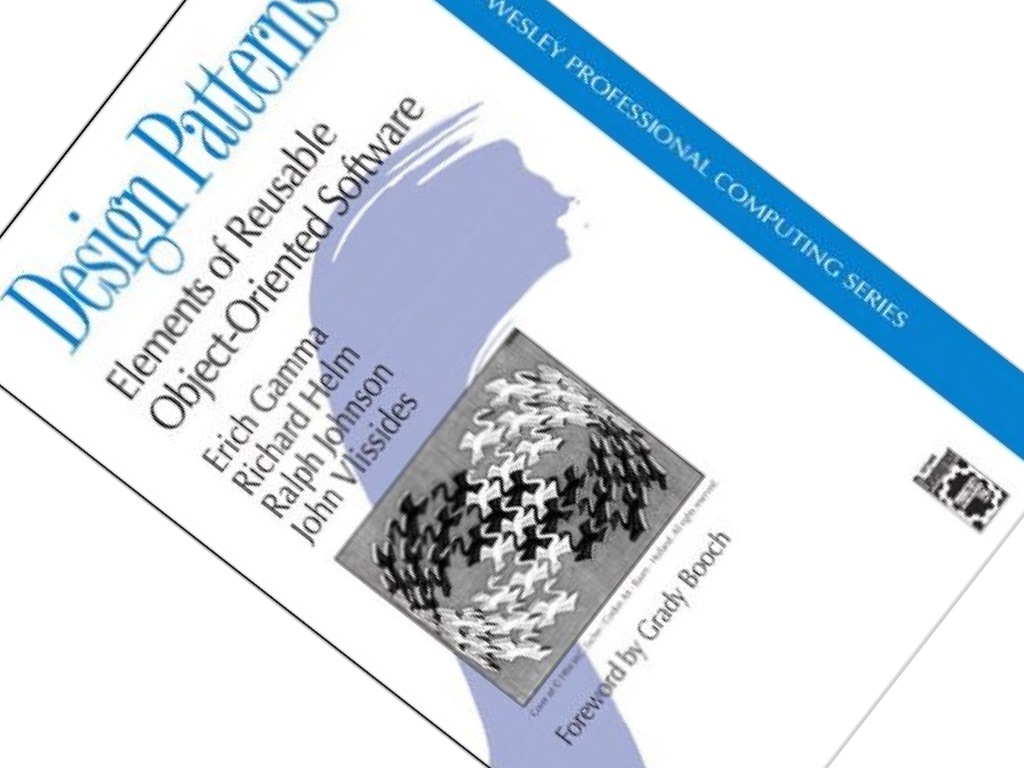 Design Patterns
Elements of Reusable
Object-Oriented Software
Erich Gamma
Richard Helm
Ralph Johnson
John Vlissides
Foreword by Grady Booch
WESLEY PROFESSIONAL COMPUTING SERIES